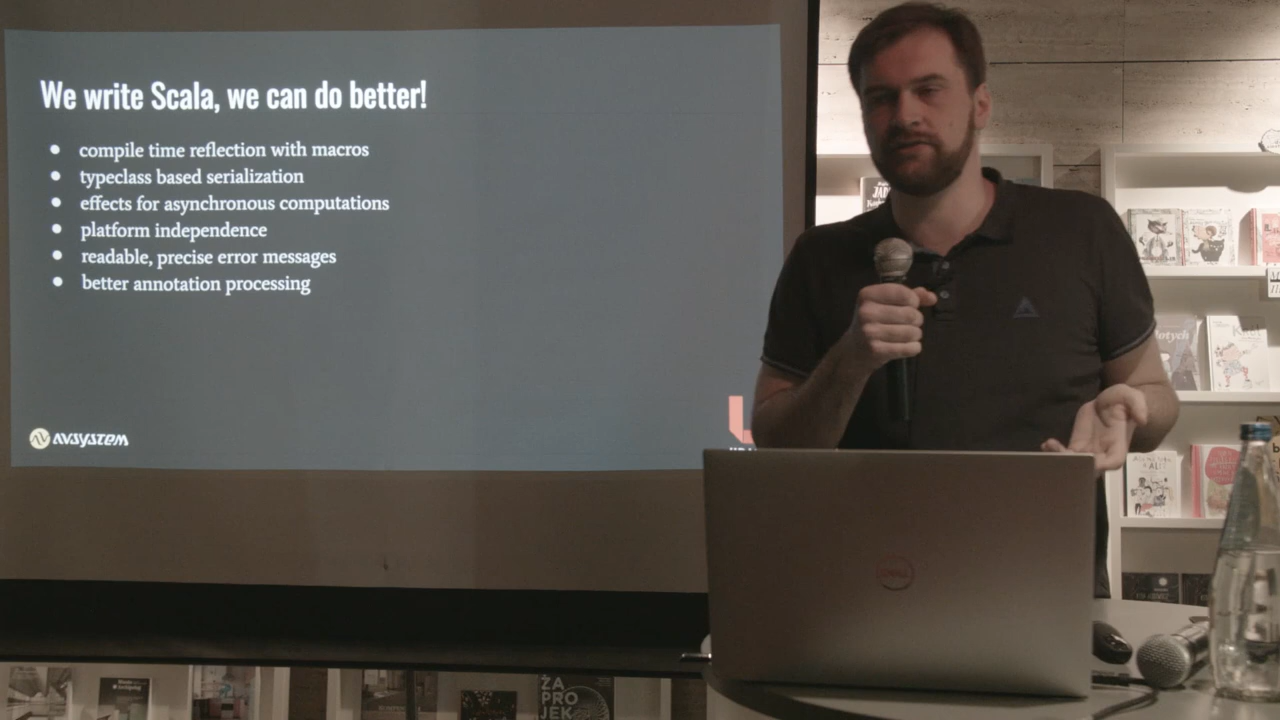 We write Scala, we can do better!
compile time reflection with macros
typeclass based serialization
effects for asynchronous computations
platform independence
readable, precise error messages
better annotation processing
AVSYSTEM
DELL
ŻA
PRO
JEK